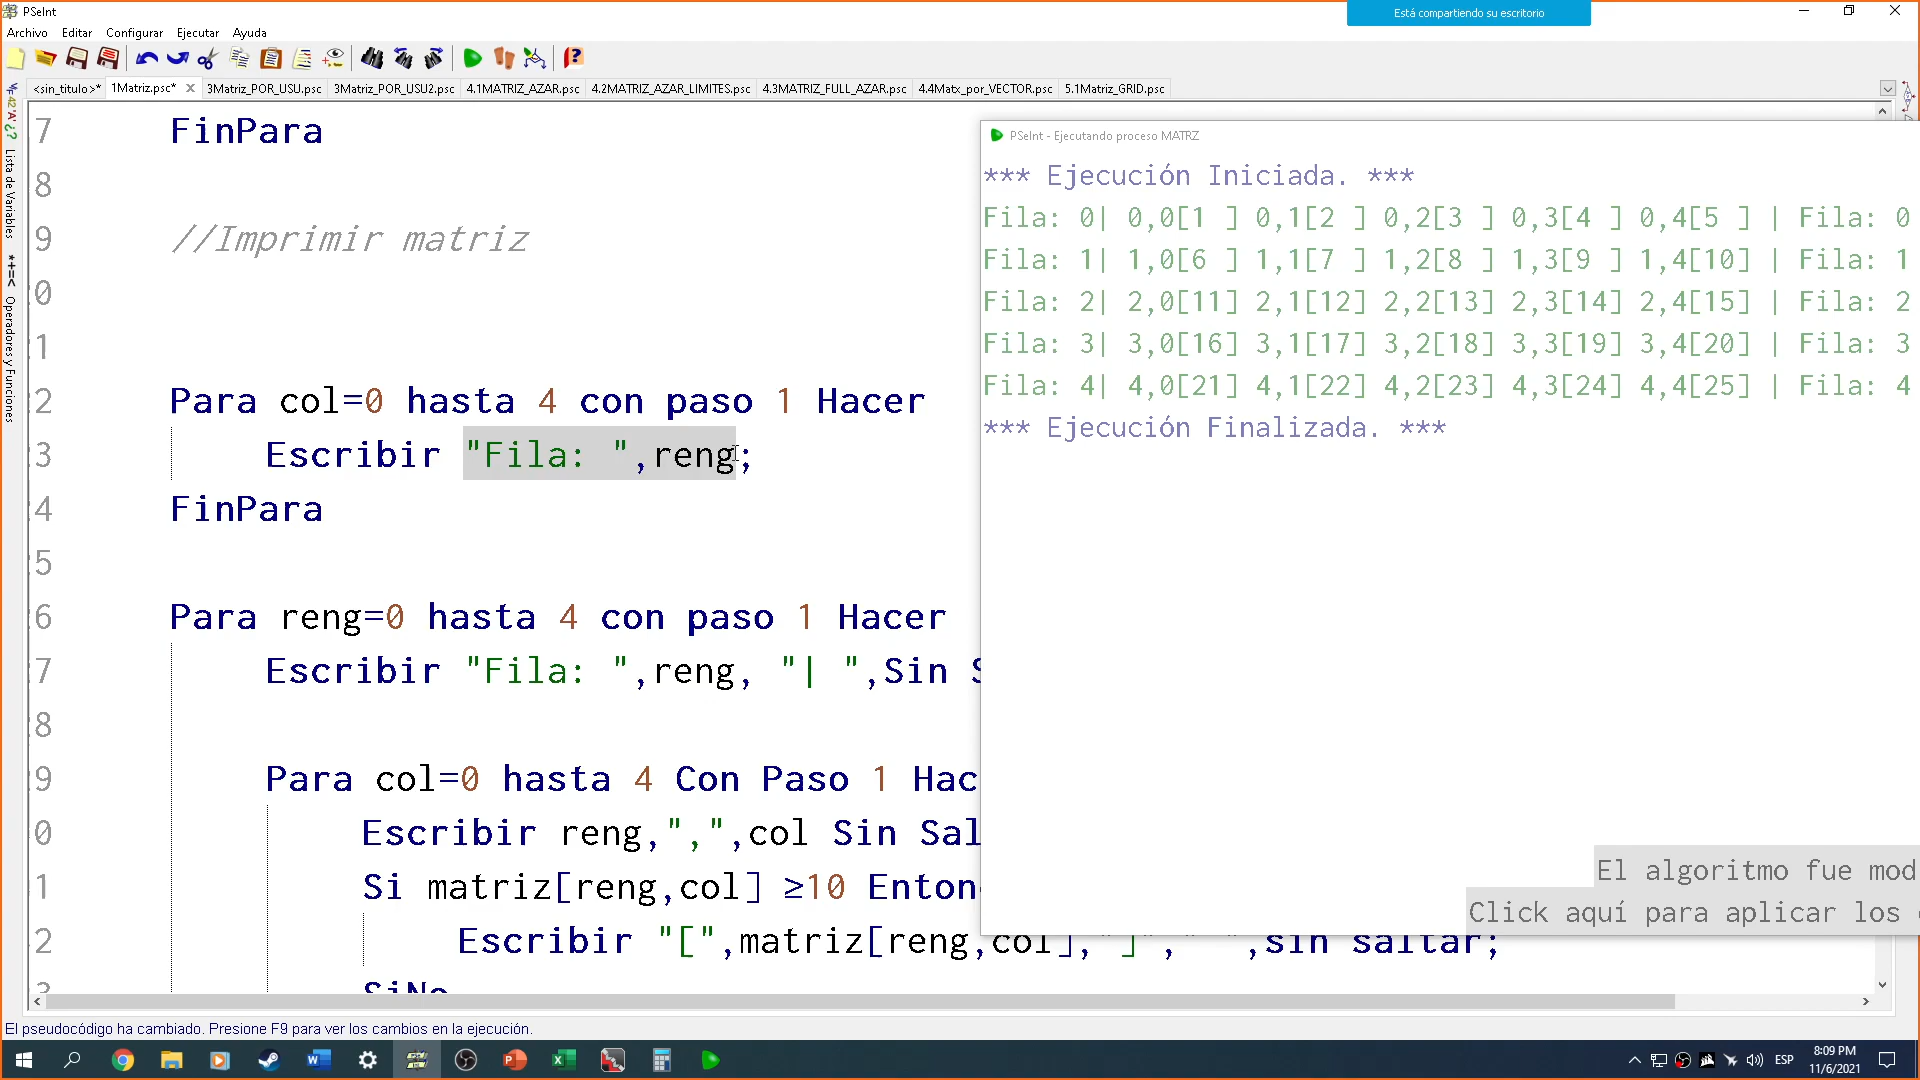 PSeInt
Está compartiendo su escritorio
Archivo Editar Configurar Ejecutar Ayuda
<sin_titulo>* 1Matriz.psc* 3Matriz_POR_USU.psc 3Matriz_POR_USU2.psc 4.1MATRIZ_AZAR.psc 4.2MATRIZ_AZAR_LIMITES.psc 4.3MATRIZ_FULL_AZAR.psc 4.4Matx_por_VECTOR.psc 5.1Matriz_GRID.psc
Lista de Variables
*+=< Operadores y Funciones
7 FinPara
8
9 //Imprimir matriz
0
1
2 Para col=0 hasta 4 con paso 1 Hacer
3 Escribir "Fila: ",reng;
4 FinPara
5
6 Para reng=0 hasta 4 con paso 1 Hacer
7 Escribir "Fila: ",reng, "| ",Sin S
8
9 Para col=0 hasta 4 Con Paso 1 Hac
0 Escribir reng,",",col Sin Sal
1 Si matriz[reng,col] ≥10 Enton
2 Escribir "[",matriz[reng,col],"]"," ",sin saltar;
3 SiNo
PSeInt - Ejecutando proceso MATRZ
*** Ejecución Iniciada. ***
Fila: 0| 0,0[1 ] 0,1[2 ] 0,2[3 ] 0,3[4 ] 0,4[5 ] | Fila: 0
Fila: 1| 1,0[6 ] 1,1[7 ] 1,2[8 ] 1,3[9 ] 1,4[10] | Fila: 1
Fila: 2| 2,0[11] 2,1[12] 2,2[13] 2,3[14] 2,4[15] | Fila: 2
Fila: 3| 3,0[16] 3,1[17] 3,2[18] 3,3[19] 3,4[20] | Fila: 3
Fila: 4| 4,0[21] 4,1[22] 4,2[23] 4,3[24] 4,4[25] | Fila: 4
*** Ejecución Finalizada. ***
El algoritmo fue mod
Click aquí para aplicar los
El pseudocódigo ha cambiado. Presione F9 para ver los cambios en la ejecución.
ESP
8:09 PM
11/6/2021